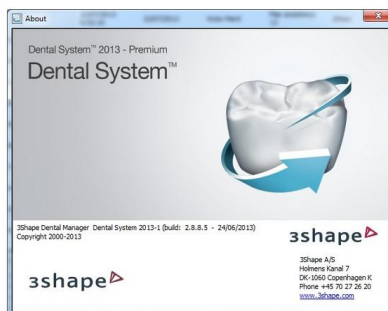 About
Dental System™ 2013 - Premium
Dental System™
3Shape Dental Manager Dental System 2013-1 (build: 2.8.8.5 - 24/06/2013)
Copyright 2000-2013
3shape
3Shape A/S
Holmens Kanal 7
DK-1060 Copenhagen K
Phone +45 70 27 26 20
www.3shape.com
3shape